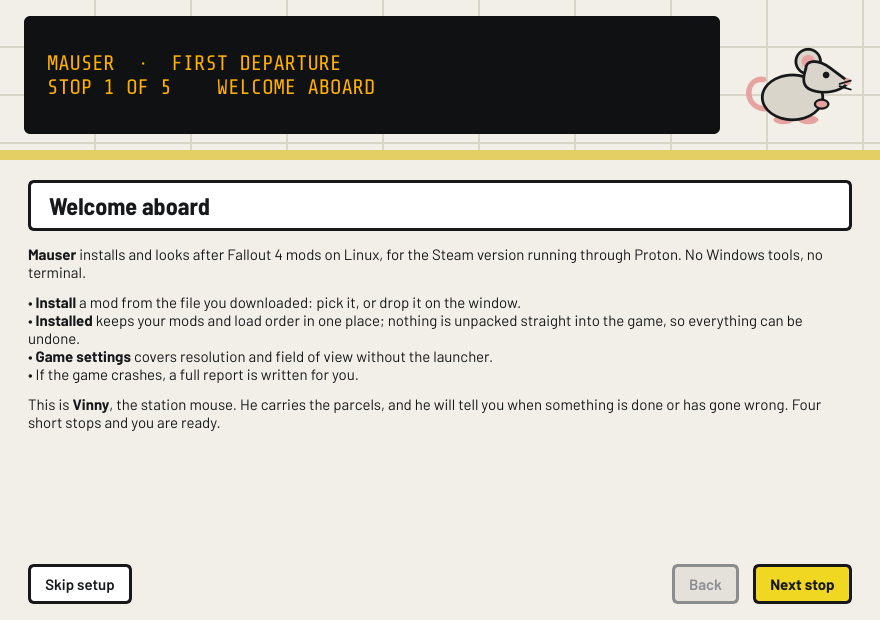 MAUSER · FIRST DEPARTURE
STOP 1 OF 5 WELCOME ABOARD
Welcome aboard
Mauser installs and looks after Fallout 4 mods on Linux, for the Steam version running through Proton. No Windows tools, no
terminal.
• Install a mod from the file you downloaded: pick it, or drop it on the window.
• Installed keeps your mods and load order in one place; nothing is unpacked straight into the game, so everything can be
undone.
• Game settings covers resolution and field of view without the launcher.
• If the game crashes, a full report is written for you.
This is Vinny, the station mouse. He carries the parcels, and he will tell you when something is done or has gone wrong. Four
short stops and you are ready.
Skip setup
Back
Next stop